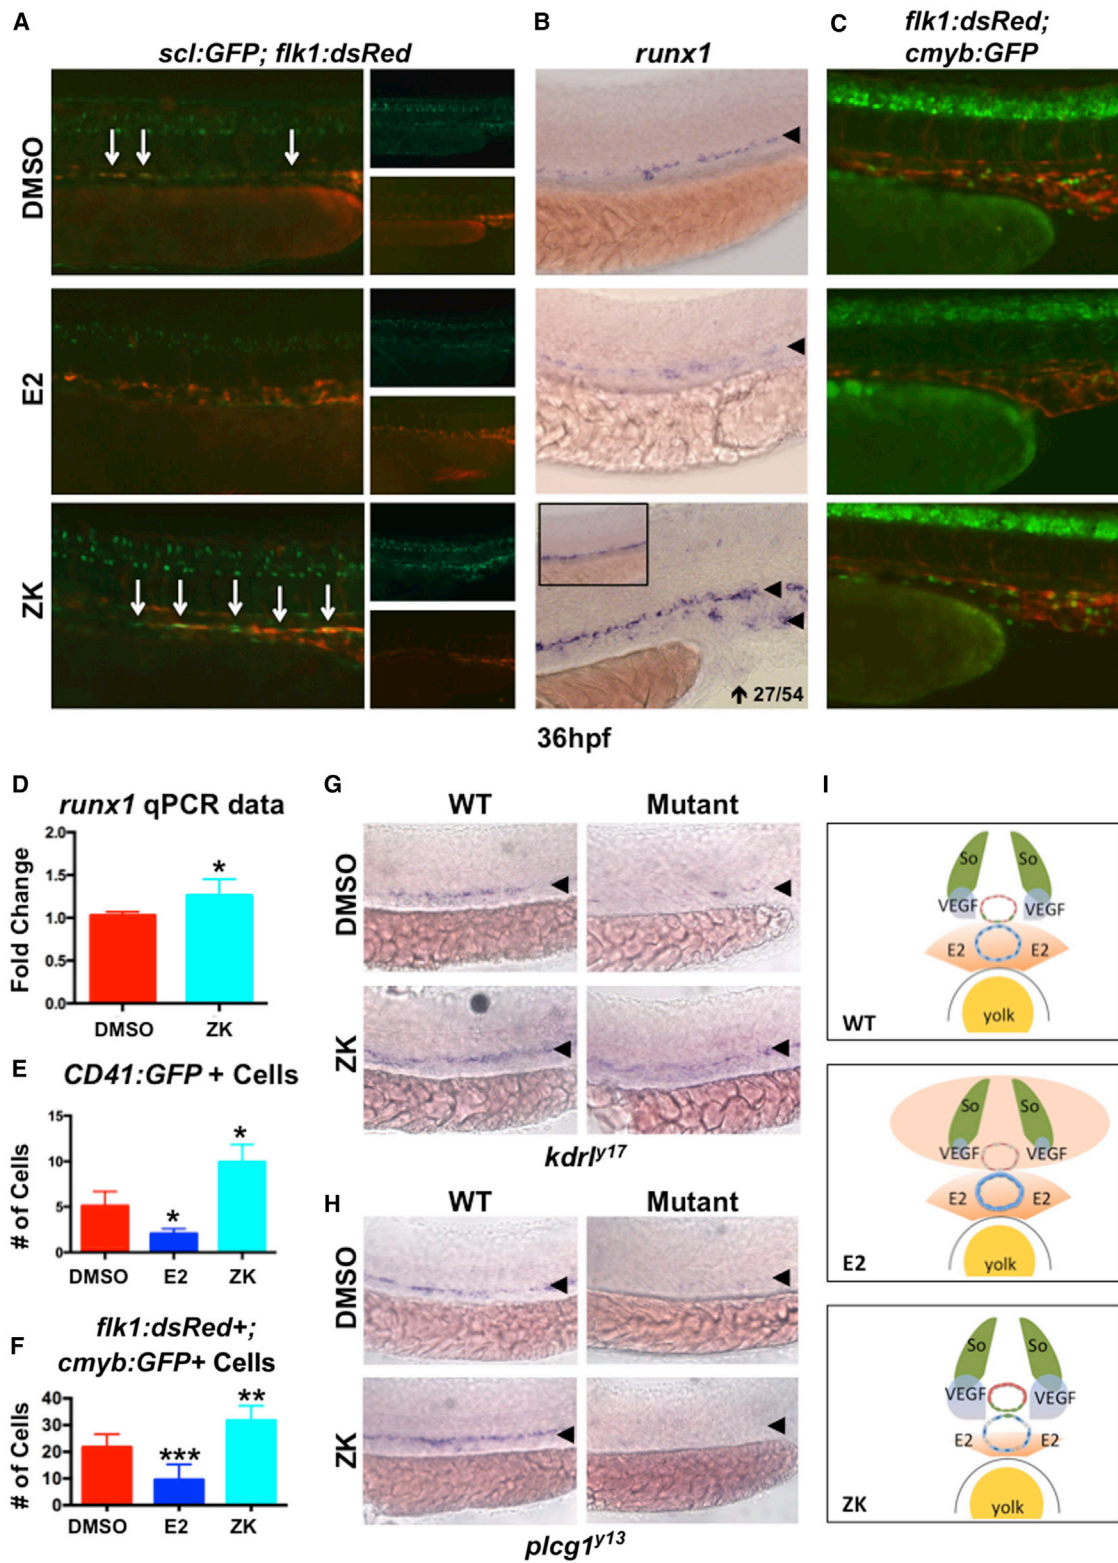 A
scl:GFP; flk1:dsRed
B
runx1
C
flk1:dsRed;
cmyb:GFP
DMSO
E2
ZK
27/54
36hpf
D
runx1 qPCR data
Fold Change
2.0
1.5
1.0
0.5
0.0
*
DMSO
ZK
E
CD41:GFP + Cells
# of Cells
15
10
5
0
*
*
DMSO
E2
ZK
F
flk1:dsRed+;
cmyb:GFP+ Cells
# of Cells
40
30
20
10
0
***
**
DMSO
E2
ZK
G
WT
Mutant
DMSO
ZK
kdrl^y17
H
WT
Mutant
DMSO
ZK
plcg1^y13
I
So
So
VEGF
VEGF
E2
E2
yolk
WT
So
So
VEGF
VEGF
E2
E2
yolk
E2
So
So
VEGF
VEGF
E2
E2
yolk
ZK